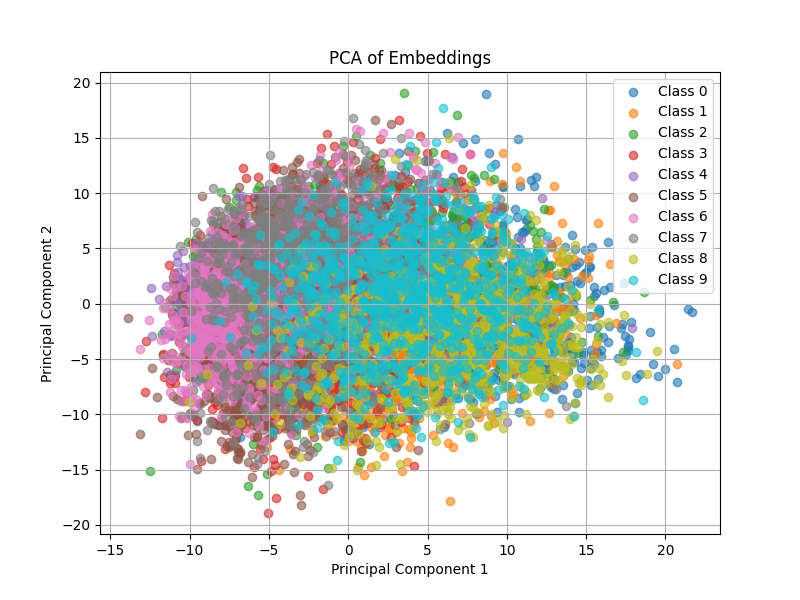 PCA of Embeddings
20
15
10
5
0
−5
−10
−15
−20
Principal Component 2
Class 0
Class 1
Class 2
Class 3
Class 4
Class 5
Class 6
Class 7
Class 8
Class 9
−15 −10 −5 0 5 10 15 20
Principal Component 1